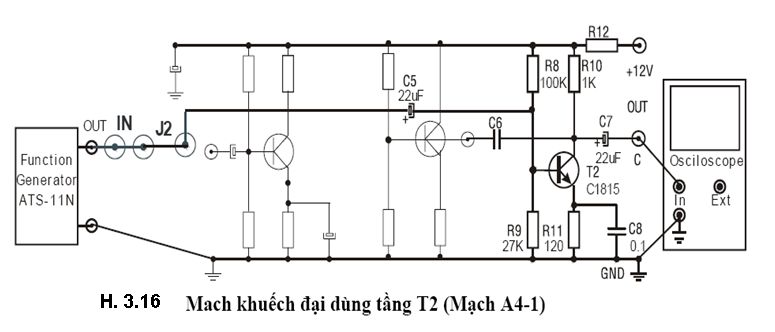 R12
+12V
R8
100K
R10
1K
C5
22uF
+
OUT
IN
J2
Function
Generator
ATS-11N
C6
C7
+
22uF
OUT
C
T2
C1815
Osciloscope
In
Ext
R9
27K
R11
120
C8
0.1
GND
H. 3.16 Mach khuếch đại dùng tầng T2 (Mạch A4-1)